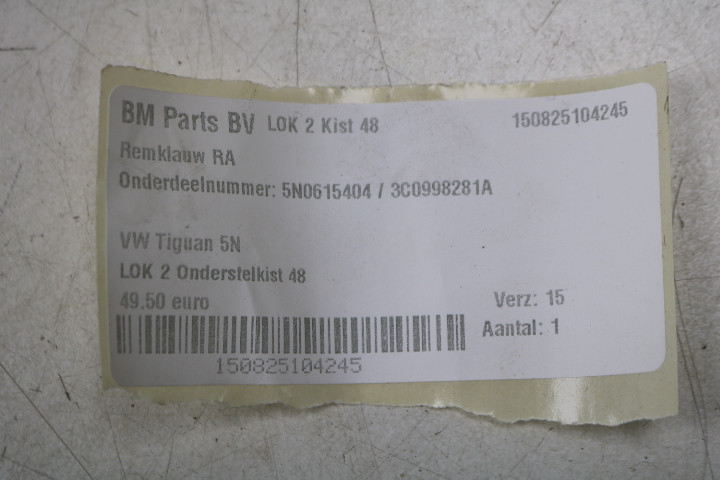 BM Parts BV LOK 2 Kist 48 150825104245
Remklauw RA
Onderdeelnummer: 5N0615404 / 3C0998281A
VW Tiguan 5N
LOK 2 Onderstelkist 48
49.50 euro Verz: 15
Aantal: 1
150825104245